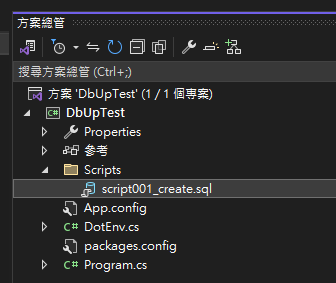 方案總管
搜尋方案總管 (Ctrl+;)
方案 'DbUpTest' (1 / 1 個專案)
DbUpTest
Properties
參考
Scripts
script001_create.sql
App.config
DotEnv.cs
packages.config
Program.cs